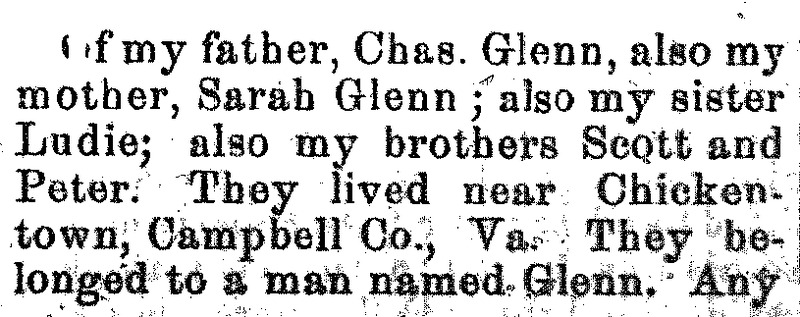 Of my father, Chas. Glenn, also my
mother, Sarah Glenn; also my sister
Ludie; also my brothers Scott and
Peter. They lived near Chicken-
town, Campbell Co., Va. They be-
longed to a man named Glenn. Any